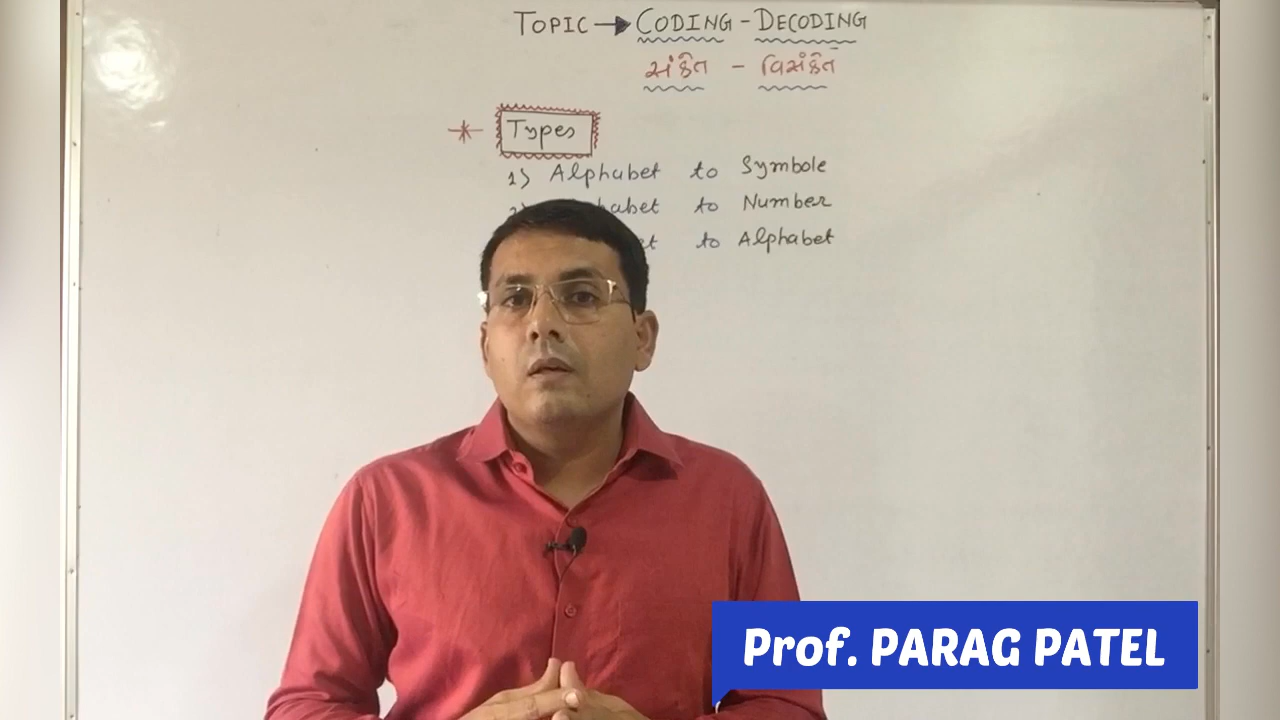 TOPIC → CODING - DECODING
સંકેત - વિસંકેત
* Types
1) Alphabet to Symbole
to Number
to Alphabet
Prof. PARAG PATEL